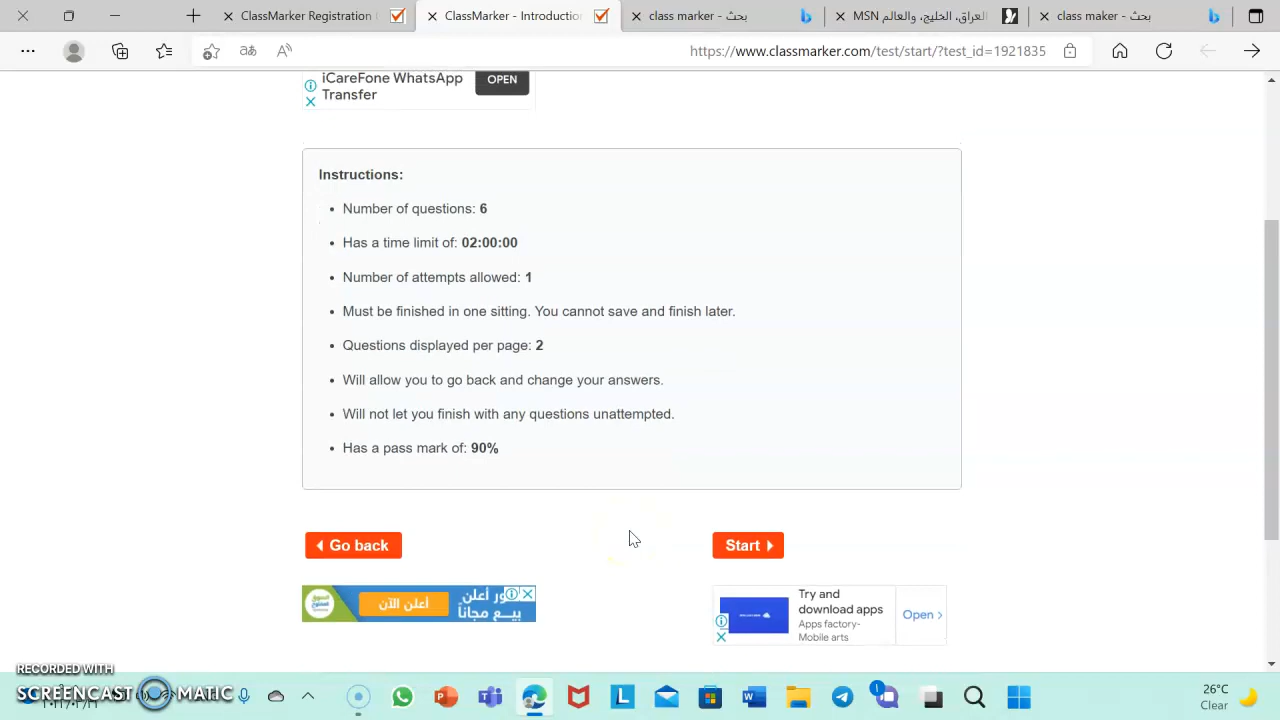 ClassMarker Registration
ClassMarker - Introductio
class marker - بحث
MSN العراق
class marker - بحث
https://www.classmarker.com/test/start/?test_id=1921835
iCareFone WhatsApp
Transfer
OPEN
Instructions:
Number of questions: 6
Has a time limit of: 02:00:00
Number of attempts allowed: 1
Must be finished in one sitting. You cannot save and finish later.
Questions displayed per page: 2
Will allow you to go back and change your answers.
Will not let you finish with any questions unattempted.
Has a pass mark of: 90%
Go back
Start
أعلن الآن
أعلن
بيع مجاناً
Try and
download apps
Apps factory-
Mobile arts
Open
RECORDED WITH
SCREENCAST MATIC
26°C
Clear